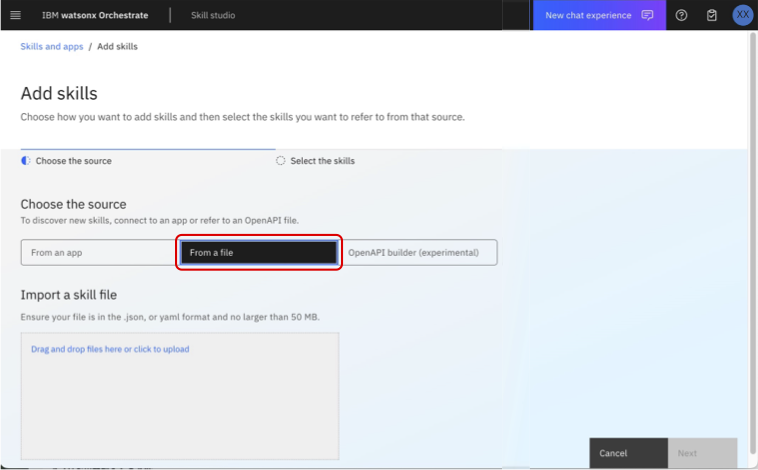 IBM watsonx Orchestrate | Skill studio New chat experience XX
Skills and apps / Add skills
Add skills
Choose how you want to add skills and then select the skills you want to refer to from that source.
Choose the source Select the skills
Choose the source
To discover new skills, connect to an app or refer to an OpenAPI file.
From an app From a file OpenAPI builder (experimental)
Import a skill file
Ensure your file is in the .json, or yaml format and no larger than 50 MB.
Drag and drop files here or click to upload
Cancel Next